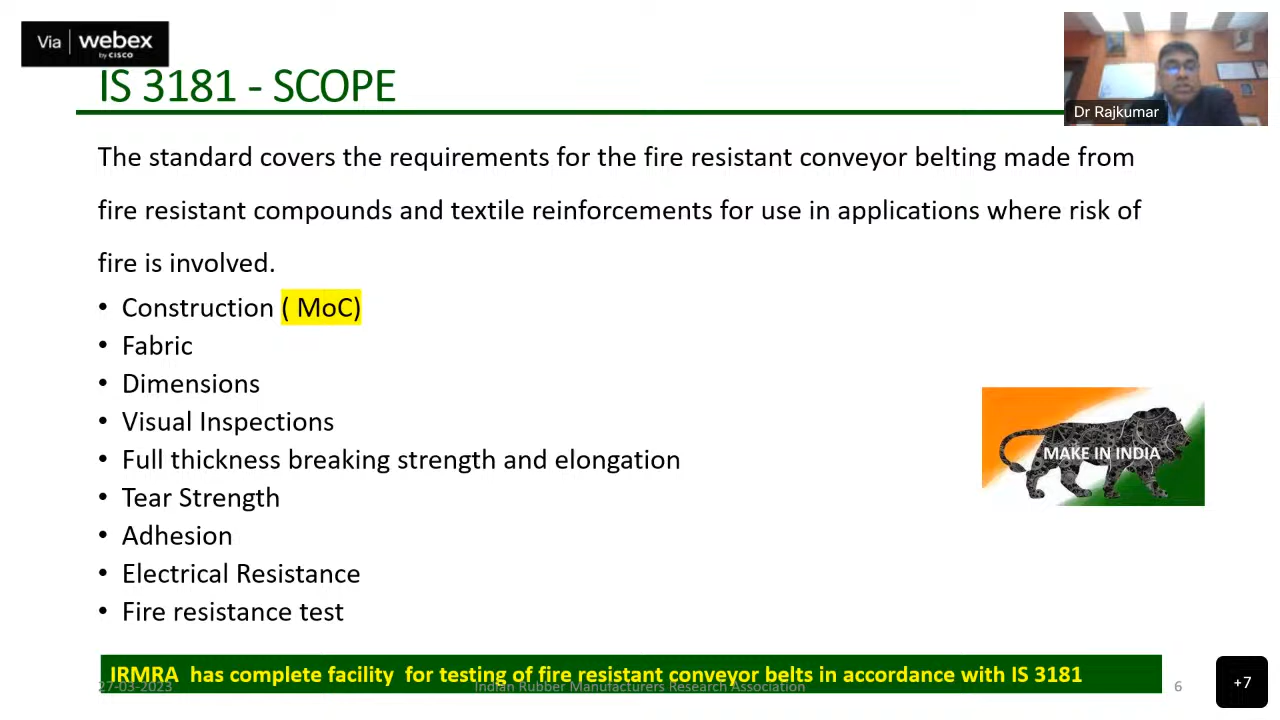 Via webex
by CISCO
IS 3181 - SCOPE
Dr Rajkumar
The standard covers the requirements for the fire resistant conveyor belting made from
fire resistant compounds and textile reinforcements for use in applications where risk of
fire is involved.
• Construction ( MoC)
• Fabric
• Dimensions
• Visual Inspections
• Full thickness breaking strength and elongation
• Tear Strength
• Adhesion
• Electrical Resistance
• Fire resistance test
MAKE IN INDIA
IRMRA has complete facility for testing of fire resistant conveyor belts in accordance with IS 3181
27-03-2023
Indian Rubber Manufacturers Research Association
6
+7